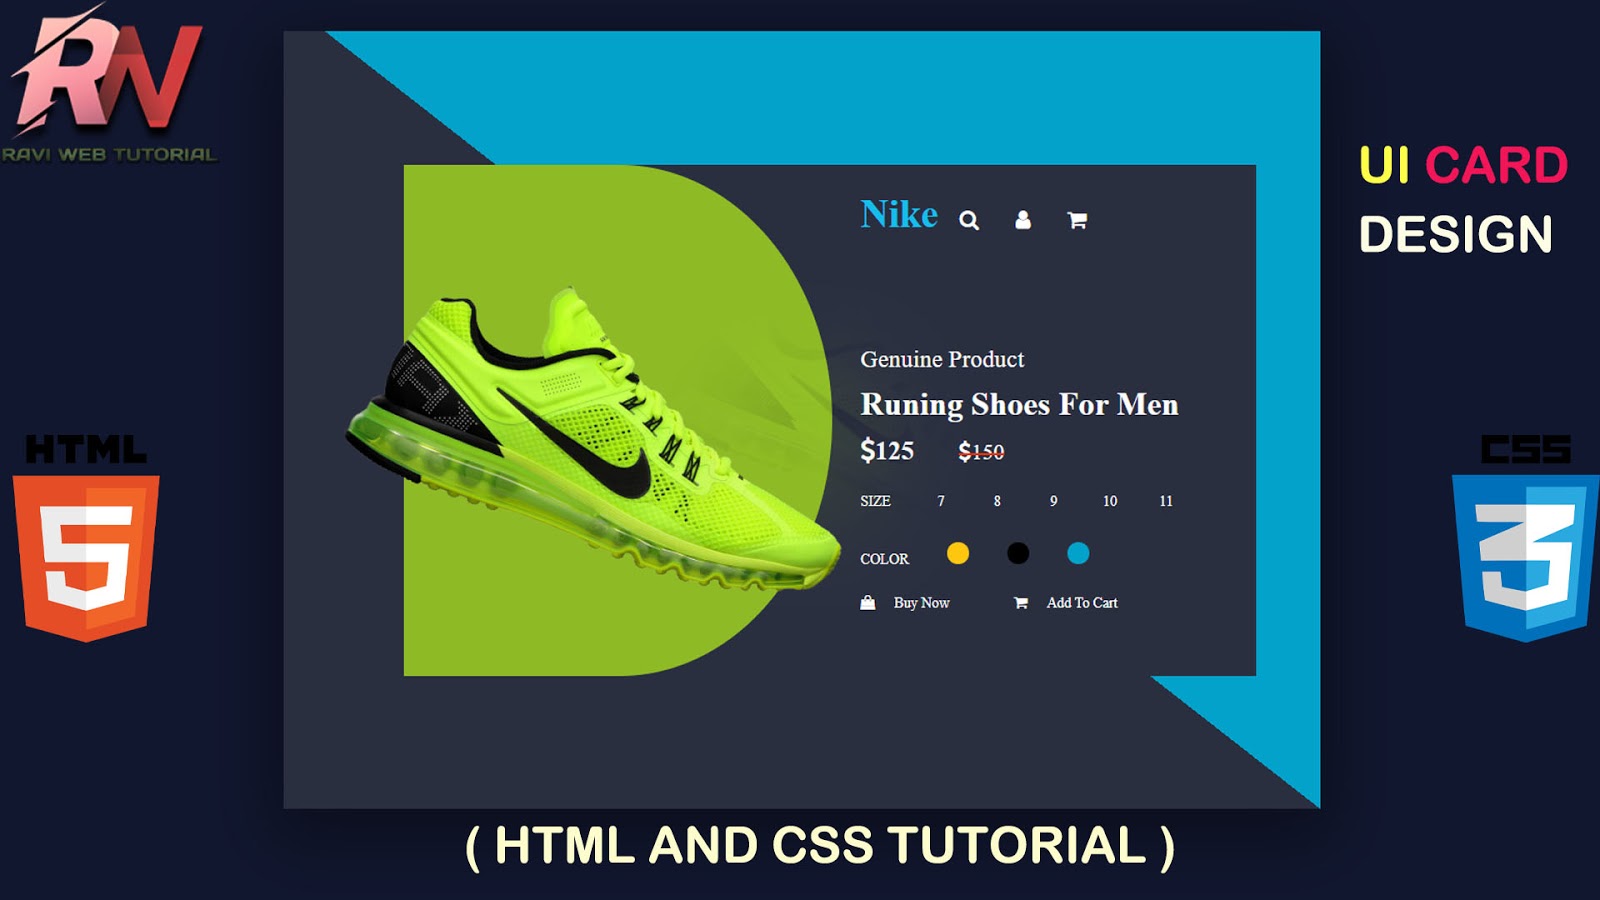 RN
RAVI WEB TUTORIAL
UI CARD
DESIGN
Nike
Genuine Product
Runing Shoes For Men
$125 $150
SIZE 7 8 9 10 11
COLOR
Buy Now Add To Cart
HTML
5
CSS
3
( HTML AND CSS TUTORIAL )